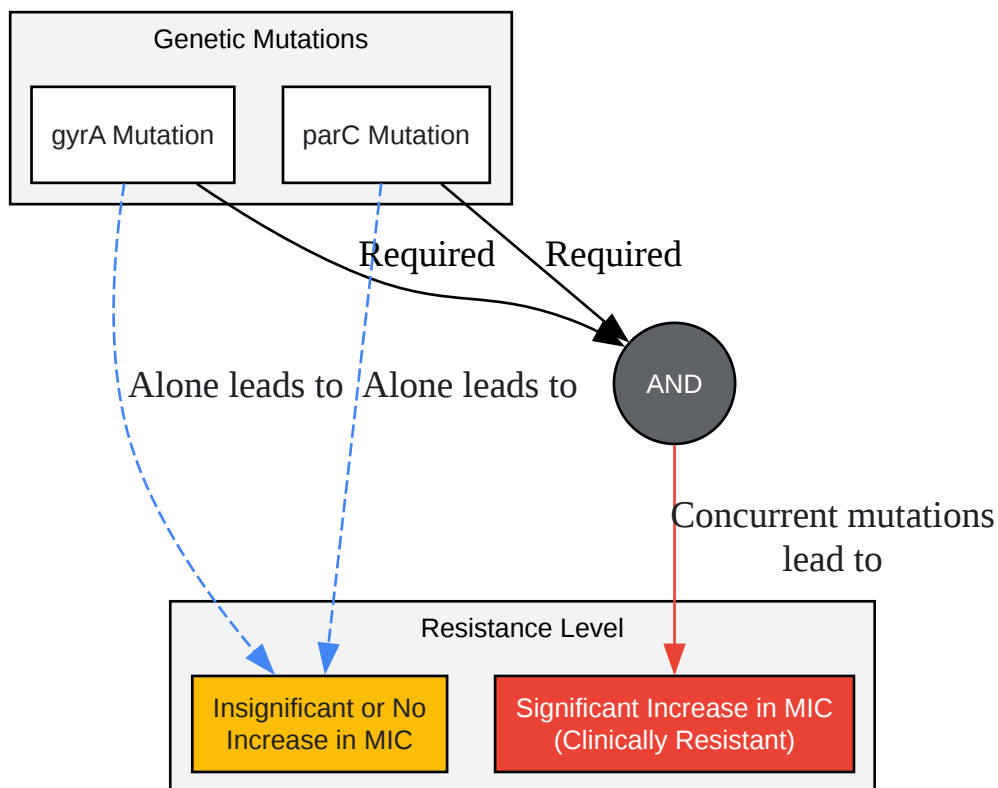 Genetic Mutations
gyrA Mutation
parC Mutation
Required
Required
Alone leads to
Alone leads to
AND
Concurrent mutations
lead to
Resistance Level
Insignificant or No
Increase in MIC
Significant Increase in MIC
(Clinically Resistant)